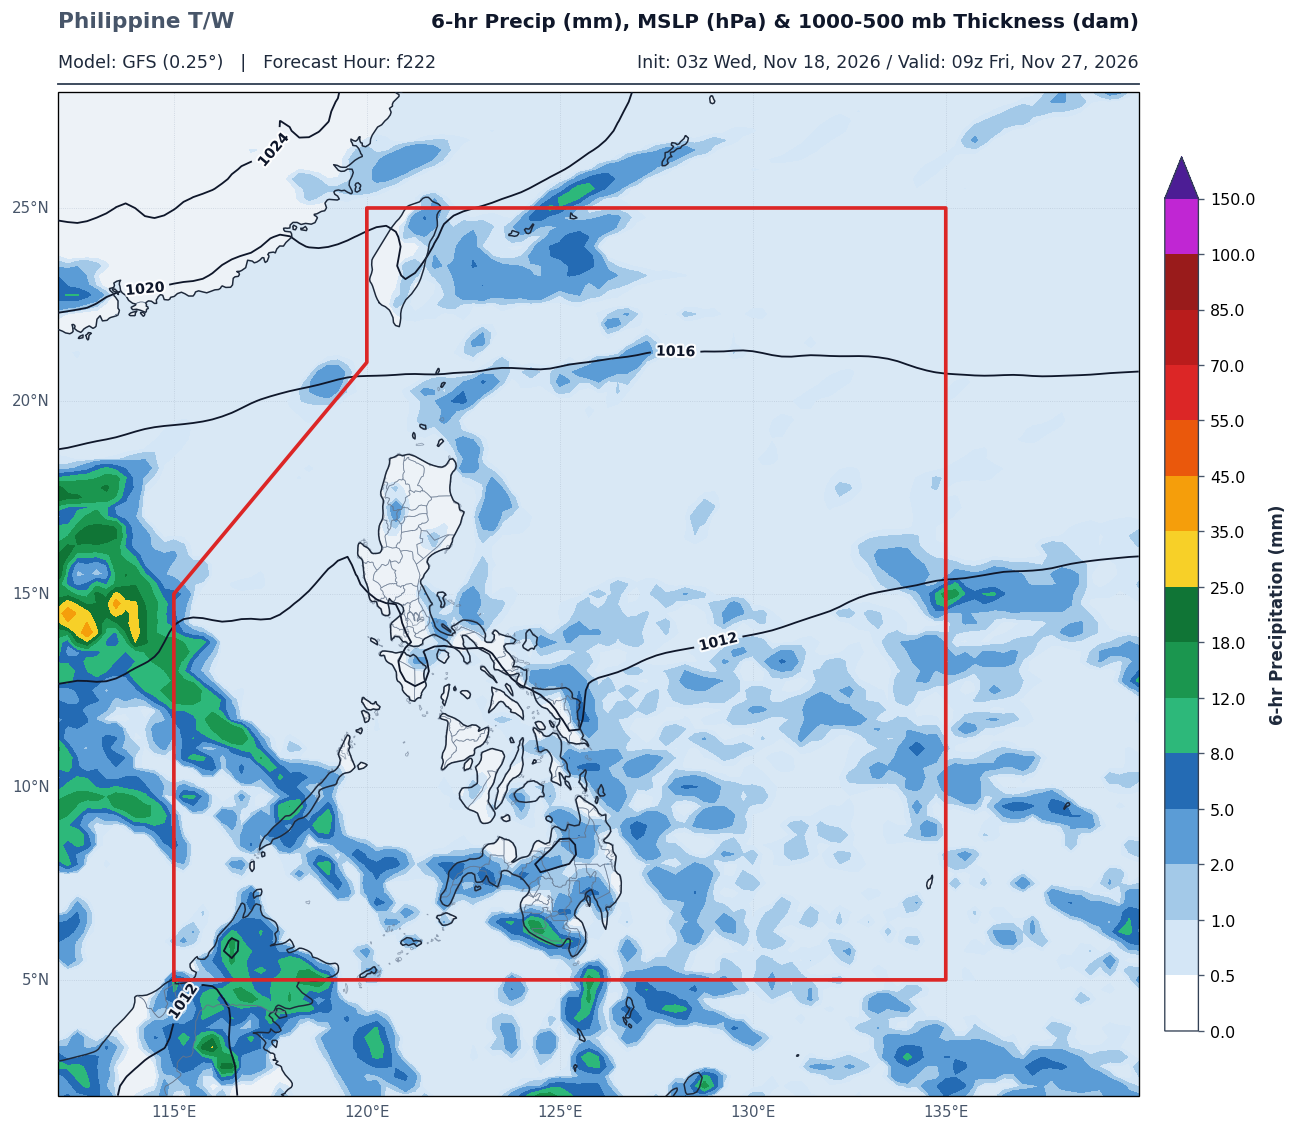 Philippine T/W
6-hr Precip (mm), MSLP (hPa) & 1000-500 mb Thickness (dam)
Model: GFS (0.25°) | Forecast Hour: f222
Init: 03z Wed, Nov 18, 2026 / Valid: 09z Fri, Nov 27, 2026
1024
1020
1016
1012
1012
25°N
20°N
15°N
10°N
5°N
115°E
120°E
125°E
130°E
135°E
150.0
100.0
85.0
70.0
55.0
45.0
35.0
25.0
18.0
12.0
8.0
5.0
2.0
1.0
0.5
0.0
6-hr Precipitation (mm)